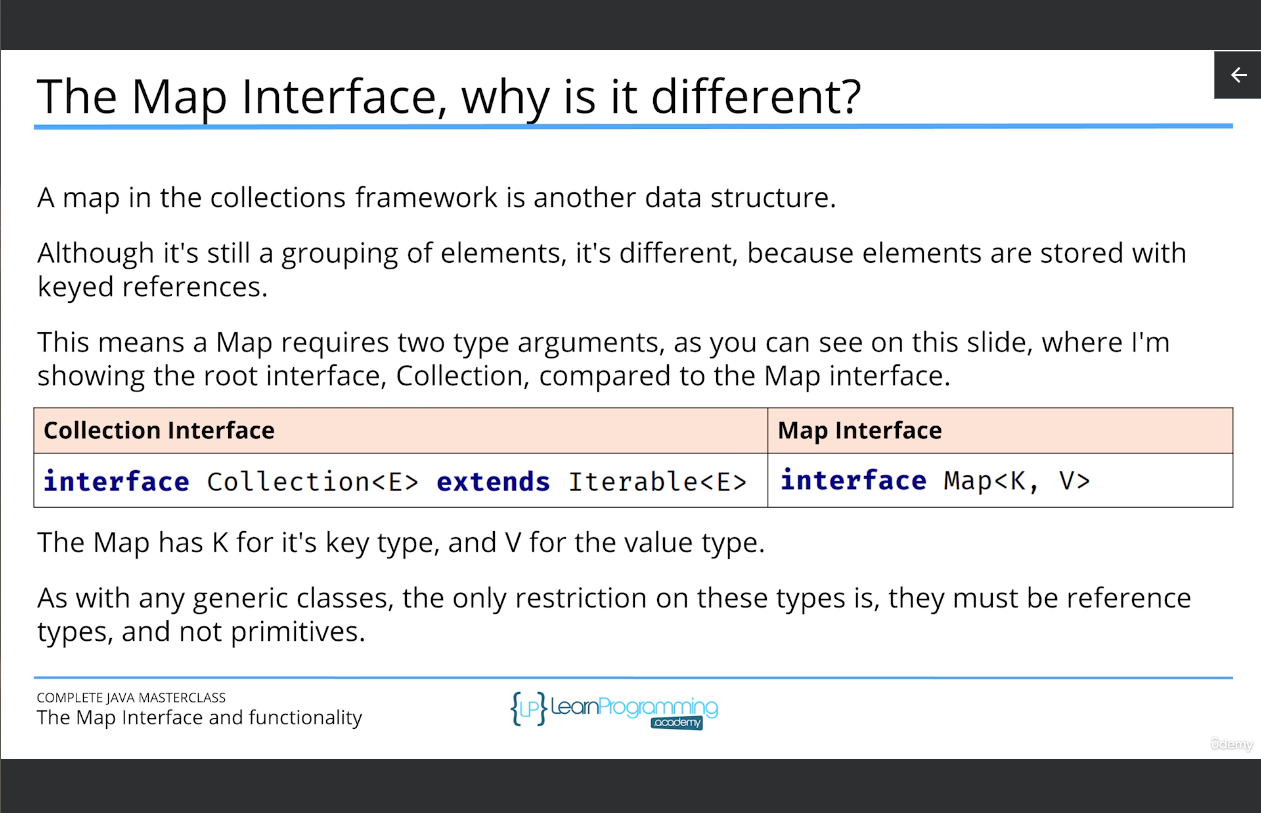 The Map Interface, why is it different?
A map in the collections framework is another data structure.
Although it's still a grouping of elements, it's different, because elements are stored with
keyed references.
This means a Map requires two type arguments, as you can see on this slide, where I'm
showing the root interface, Collection, compared to the Map interface.
Collection Interface
Map Interface
interface Collection<E> extends Iterable<E>
interface Map<K, V>
The Map has K for it's key type, and V for the value type.
As with any generic classes, the only restriction on these types is, they must be reference
types, and not primitives.
COMPLETE JAVA MASTERCLASS
The Map Interface and functionality
{LP} LearnProgramming
.academy
ûdemy